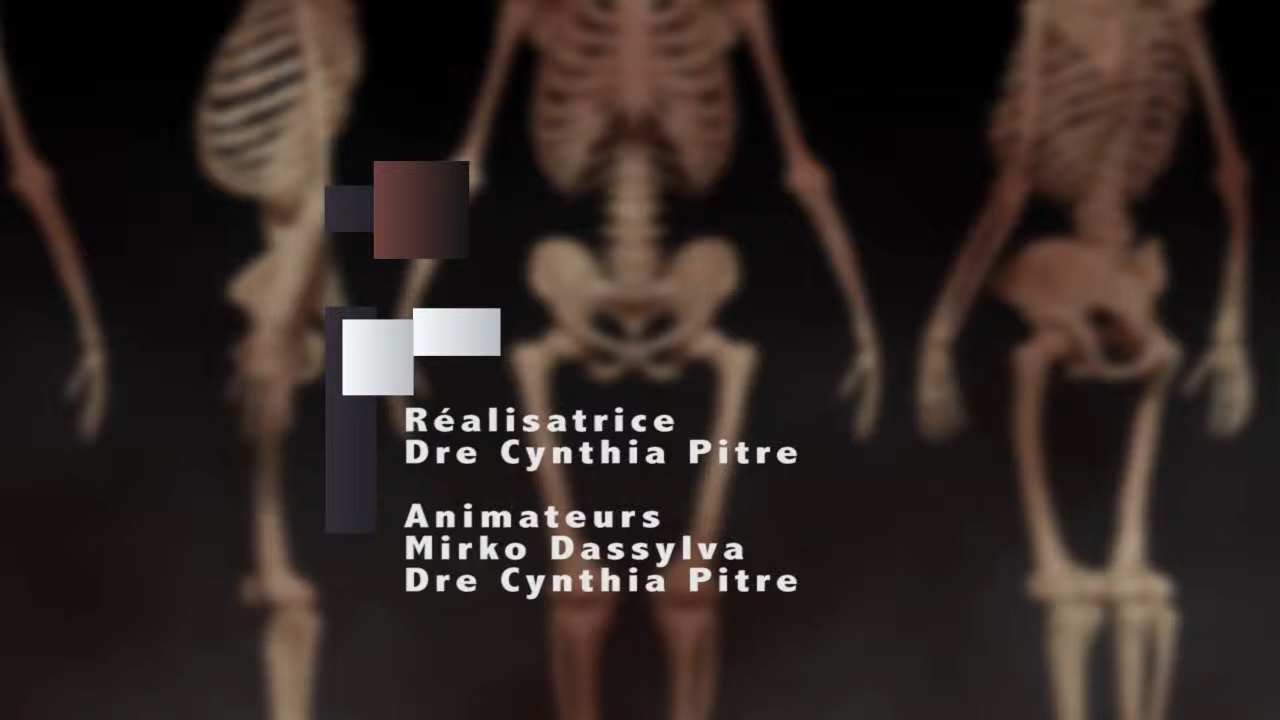 Réalisatrice
Dre Cynthia Pitre
Animateurs
Mirko Dassylva
Dre Cynthia Pitre